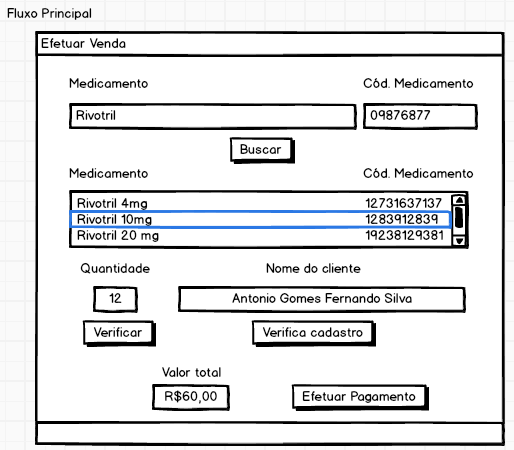 Fluxo Principal
Efetuar Venda
Medicamento Cód. Medicamento
Rivotril 09876877
Buscar
Medicamento Cód. Medicamento
Rivotril 4mg 12731637137
Rivotril 10mg 1283912839
Rivotril 20 mg 19238129381
Quantidade Nome do cliente
12 Antonio Gomes Fernando Silva
Verificar Verifica cadastro
Valor total
R$60,00 Efetuar Pagamento